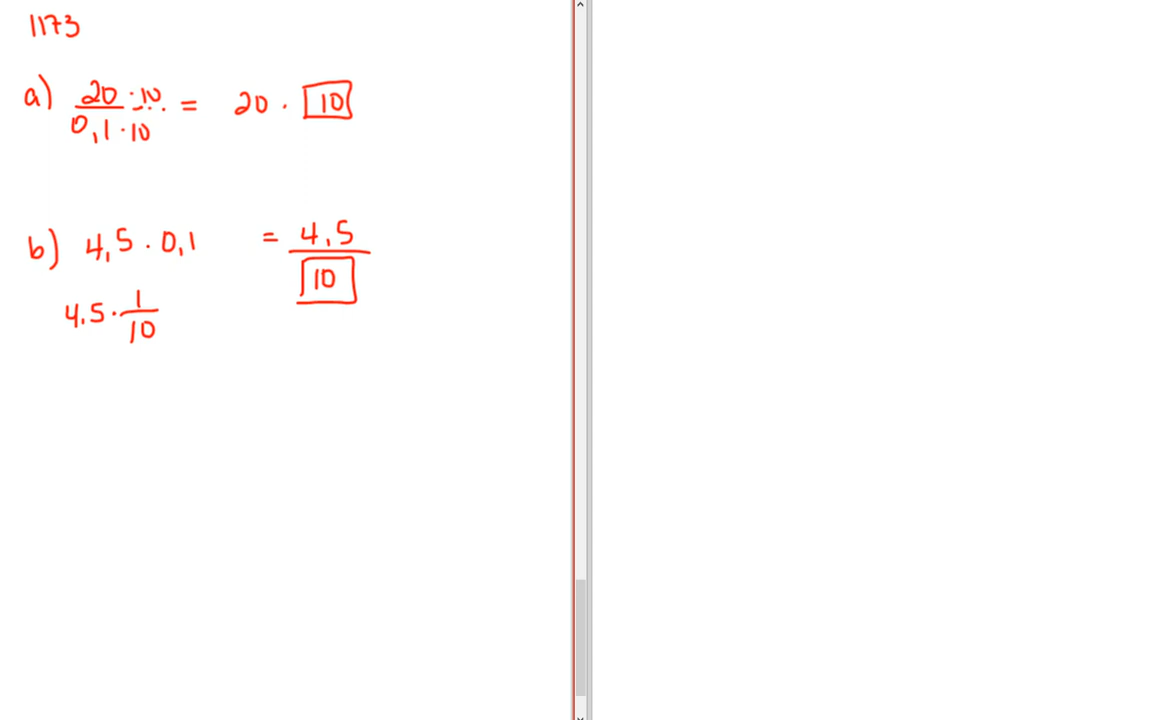 1173
a) 20 · 10 / 0,1 · 10 = 20 · 10
b) 4,5 · 0,1 = 4,5 / 10
4,5 · 1/10